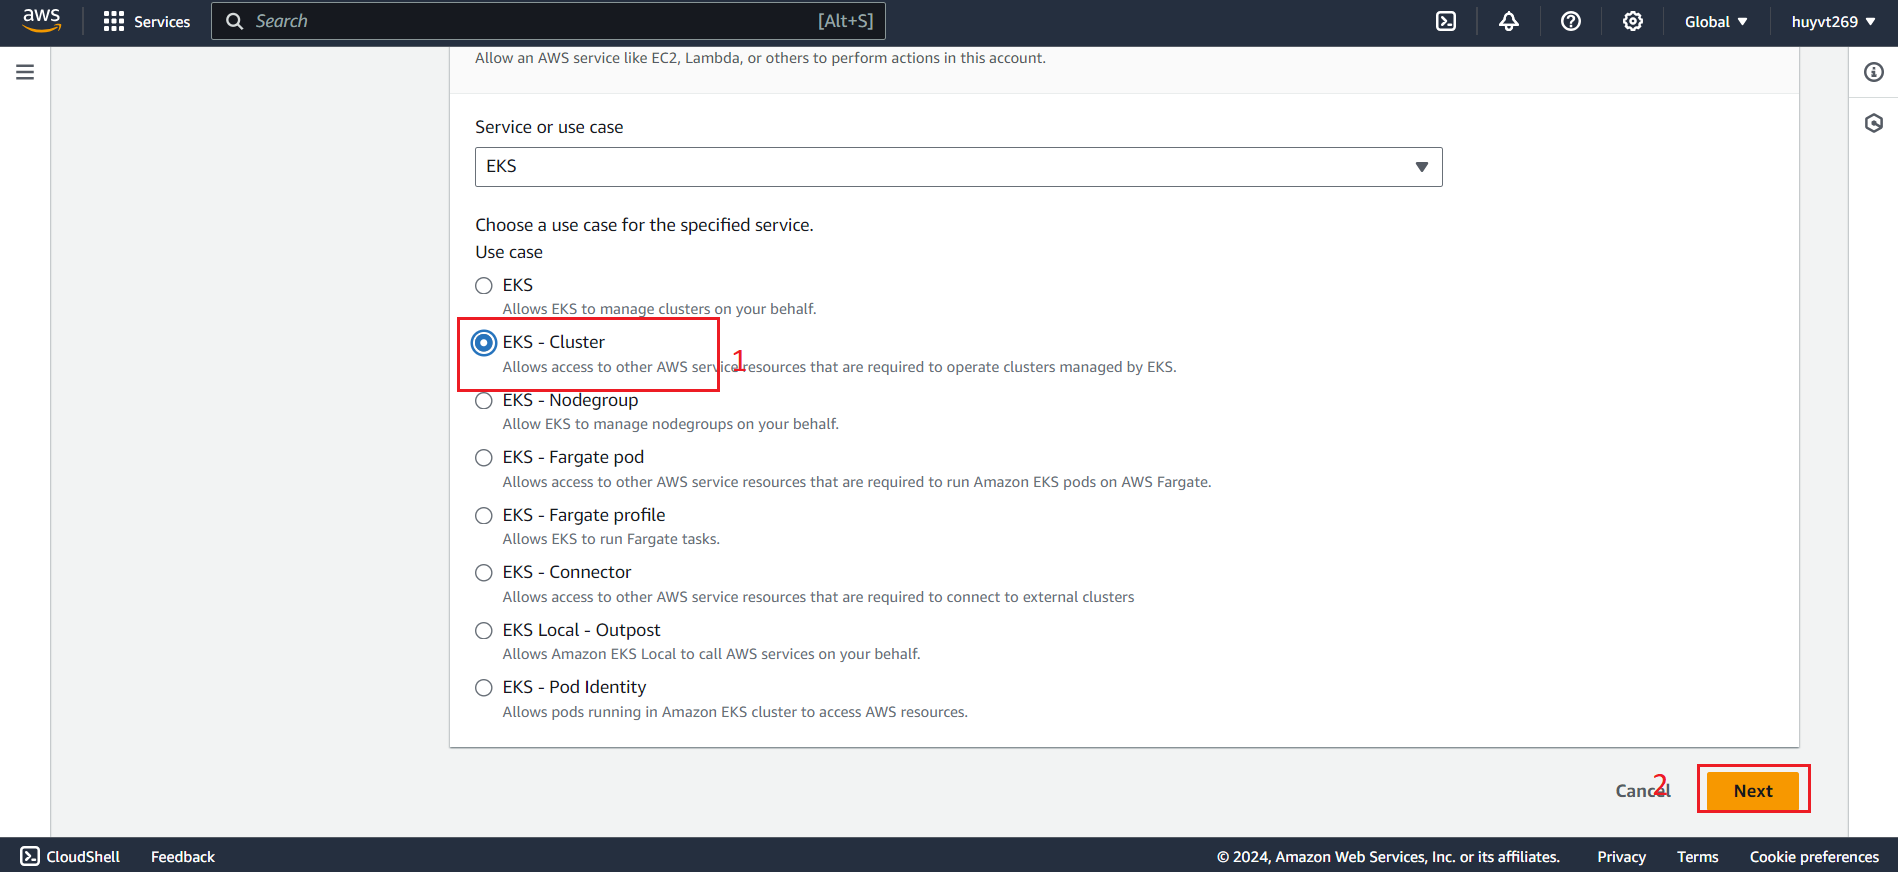 aws
Services
Search
[Alt+S]
Global
huyvt269
Allow an AWS service like EC2, Lambda, or others to perform actions in this account.
Service or use case
EKS
Choose a use case for the specified service.
Use case
EKS
Allows EKS to manage clusters on your behalf.
EKS - Cluster
1
Allows access to other AWS service resources that are required to operate clusters managed by EKS.
EKS - Nodegroup
Allow EKS to manage nodegroups on your behalf.
EKS - Fargate pod
Allows access to other AWS service resources that are required to run Amazon EKS pods on AWS Fargate.
EKS - Fargate profile
Allows EKS to run Fargate tasks.
EKS - Connector
Allows access to other AWS service resources that are required to connect to external clusters
EKS Local - Outpost
Allows Amazon EKS Local to call AWS services on your behalf.
EKS - Pod Identity
Allows pods running in Amazon EKS cluster to access AWS resources.
Cancel
2
Next
CloudShell
Feedback
© 2024, Amazon Web Services, Inc. or its affiliates.
Privacy
Terms
Cookie preferences